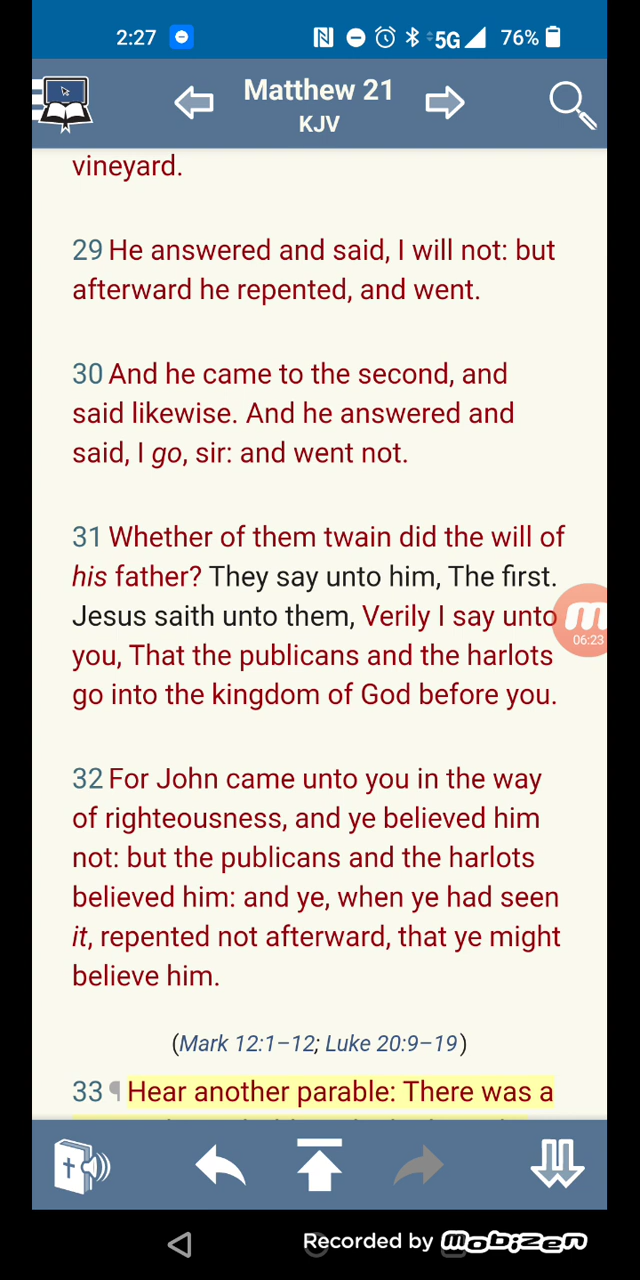 2:27 5G 76%
Matthew 21
KJV
vineyard.
29 He answered and said, I will not: but
afterward he repented, and went.
30 And he came to the second, and
said likewise. And he answered and
said, I go, sir: and went not.
31 Whether of them twain did the will of
his father? They say unto him, The first.
Jesus saith unto them, Verily I say unto
you, That the publicans and the harlots
go into the kingdom of God before you.
32 For John came unto you in the way
of righteousness, and ye believed him
not: but the publicans and the harlots
believed him: and ye, when ye had seen
it, repented not afterward, that ye might
believe him.
(Mark 12:1–12; Luke 20:9–19)
33 ¶ Hear another parable: There was a
m
06:23
Recorded by mobizen